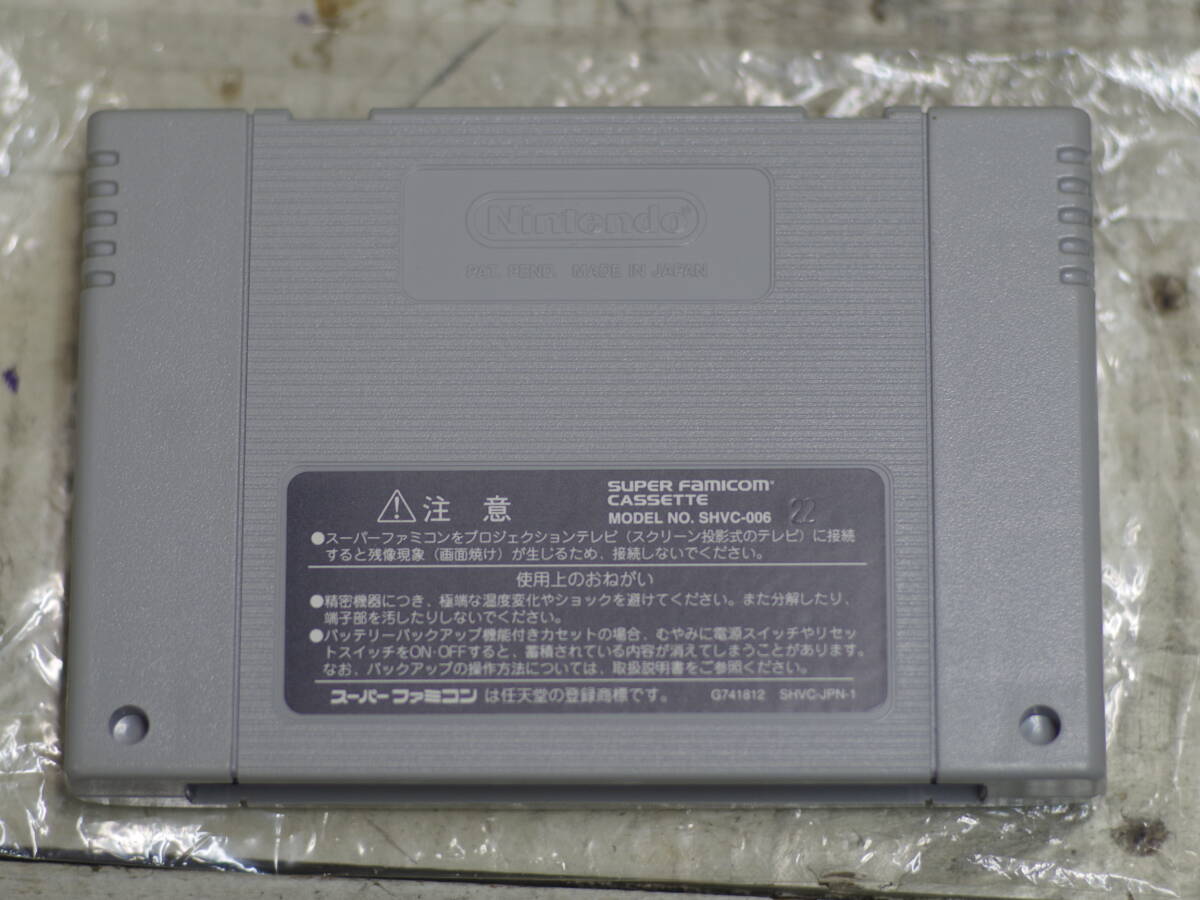 Nintendo®
PAT. PEND. MADE IN JAPAN
注意
SUPER FAMICOM
CASSETTE
MODEL NO. SHVC-006
22
●スーパーファミコンをプロジェクションテレビ（スクリーン投影式のテレビ）に接続
すると残像現象（画面焼け）が生じるため、接続しないでください。
使用上のおねがい
●精密機器につき、極端な温度変化やショックを避けてください。また分解したり、
端子部を汚したりしないでください。
●バッテリーバックアップ機能付きカセットの場合、むやみに電源スイッチやリセッ
トスイッチをON・OFFすると、蓄積されている内容が消えてしまうことがあります。
なお、バックアップの操作方法については、取扱説明書をご参照ください。
スーパーファミコンは任天堂の登録商標です。 G741812 SHVC-JPN-1